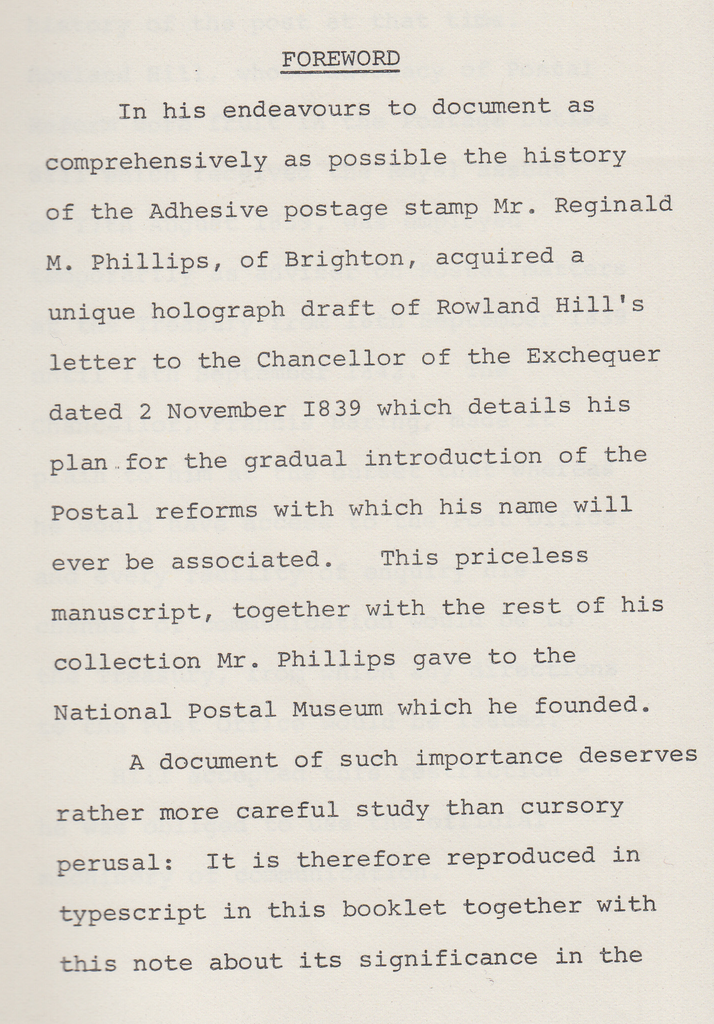 FOREWORD
In his endeavours to document as
comprehensively as possible the history
of the Adhesive postage stamp Mr. Reginald
M. Phillips, of Brighton, acquired a
unique holograph draft of Rowland Hill's
letter to the Chancellor of the Exchequer
dated 2 November I839 which details his
plan for the gradual introduction of the
Postal reforms with which his name will
ever be associated.   This priceless
manuscript, together with the rest of his
collection Mr. Phillips gave to the
National Postal Museum which he founded.
A document of such importance deserves
rather more careful study than cursory
perusal:  It is therefore reproduced in
typescript in this booklet together with
this note about its significance in the